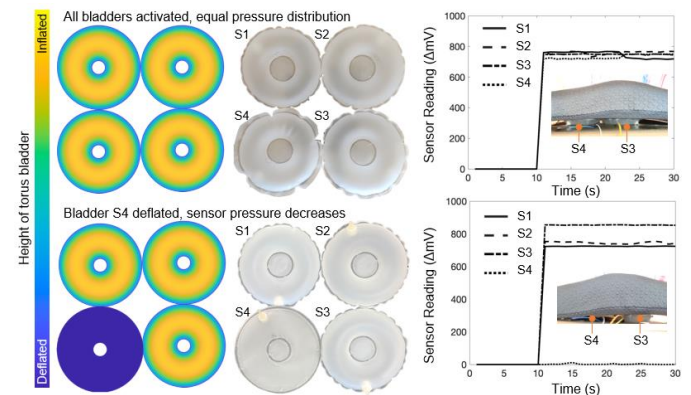 All bladders activated, equal pressure distribution
Inflated
Height of torus bladder
Deflated
S1
S2
S4
S3
1000
800
600
400
200
0
Sensor Reading (ΔmV)
S1
S2
S3
S4
S4
S3
0 5 10 15 20 25 30
Time (s)
Bladder S4 deflated, sensor pressure decreases
S1
S2
S4
S3
1000
800
600
400
200
0
Sensor Reading (ΔmV)
S1
S2
S3
S4
S4
S3
0 5 10 15 20 25 30
Time (s)